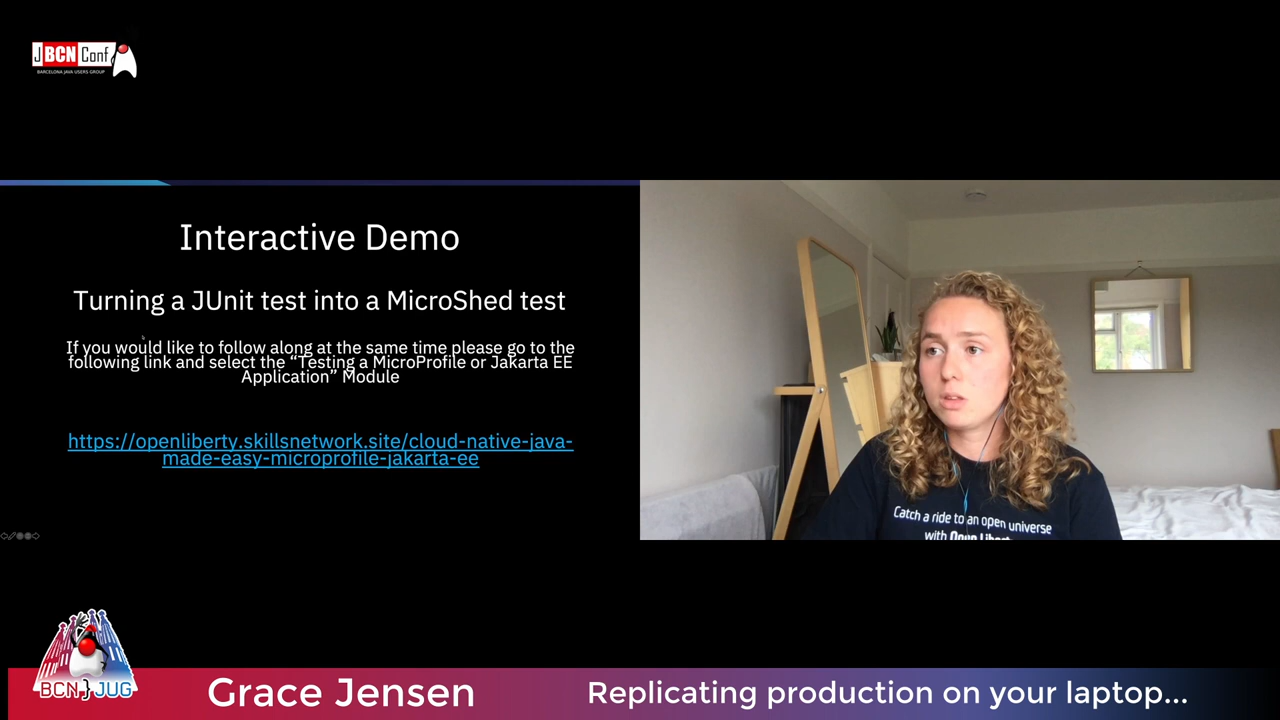 JBCNConf
BARCELONA JAVA USERS GROUP
Interactive Demo
Turning a JUnit test into a MicroShed test
If you would like to follow along at the same time please go to the
following link and select the “Testing a MicroProfile or Jakarta EE
Application” Module
https://openliberty.skillsnetwork.site/cloud-native-java-
made-easy-microprofile-jakarta-ee
Catch a ride to an open universe
with Open Liberty
BCN JUG
Grace Jensen
Replicating production on your laptop...